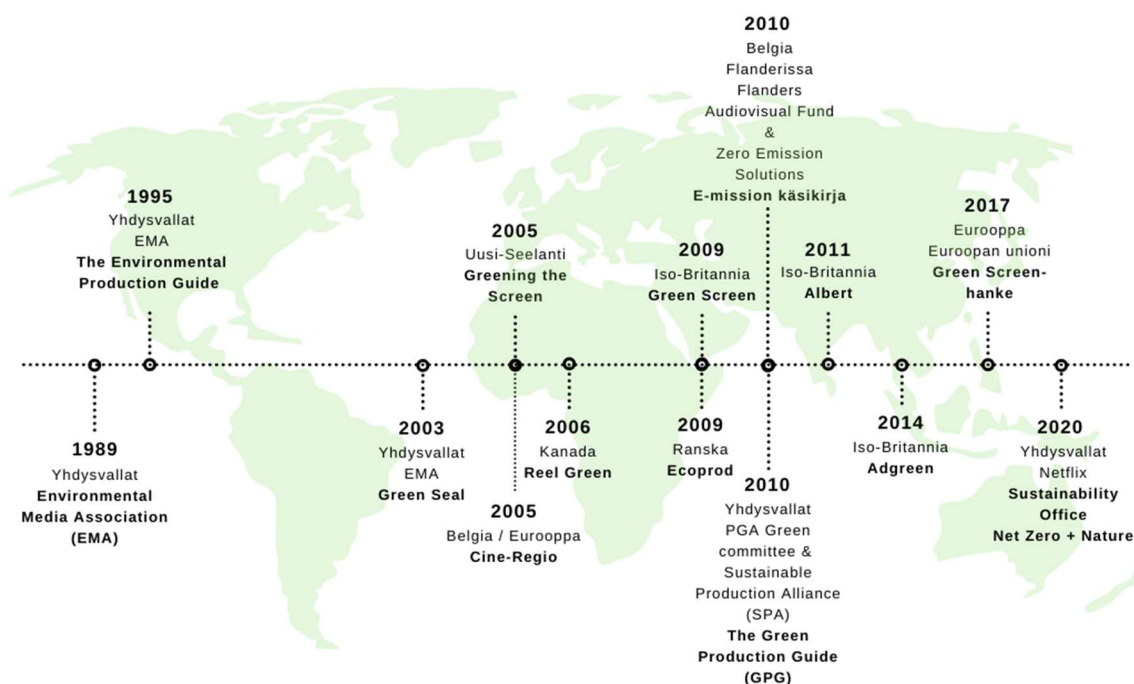 1989
Yhdysvallat
Environmental
Media Association
(EMA)
1995
Yhdysvallat
EMA
The Environmental
Production Guide
2003
Yhdysvallat
EMA
Green Seal
2005
Uusi-Seelanti
Greening the
Screen
2005
Belgia / Eurooppa
Cine-Regio
2006
Kanada
Reel Green
2009
Iso-Britannia
Green Screen
2009
Ranska
Ecoprod
2010
Belgia
Flanderissa
Flanders
Audiovisual Fund
&
Zero Emission
Solutions
E-mission käsikirja
2010
Yhdysvallat
PGA Green
committee &
Sustainable
Production Alliance
(SPA)
The Green
Production Guide
(GPG)
2011
Iso-Britannia
Albert
2014
Iso-Britannia
Adgreen
2017
Eurooppa
Euroopan unioni
Green Screen-
hanke
2020
Yhdysvallat
Netflix
Sustainability
Office
Net Zero + Nature